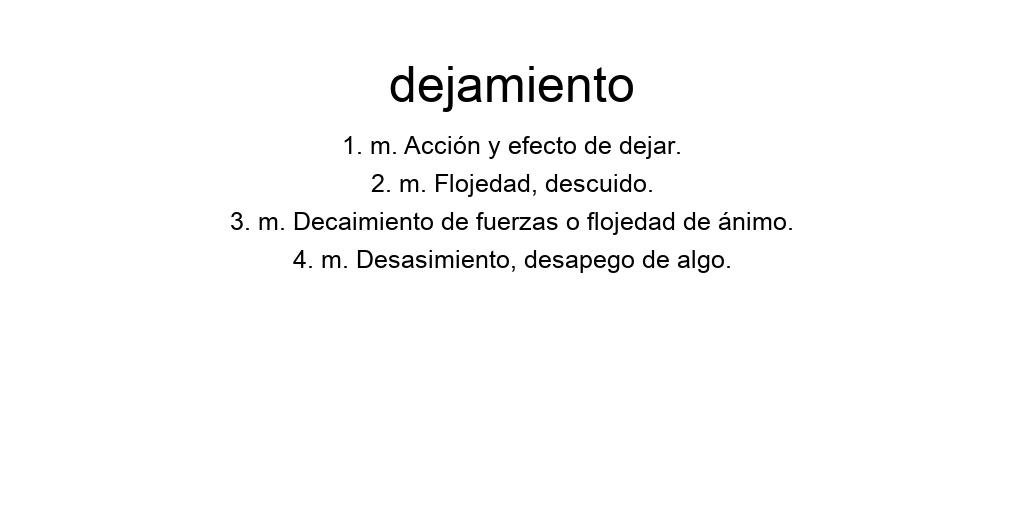 dejamiento
1. m. Acción y efecto de dejar.
2. m. Flojedad, descuido.
3. m. Decaimiento de fuerzas o flojedad de ánimo.
4. m. Desasimiento, desapego de algo.